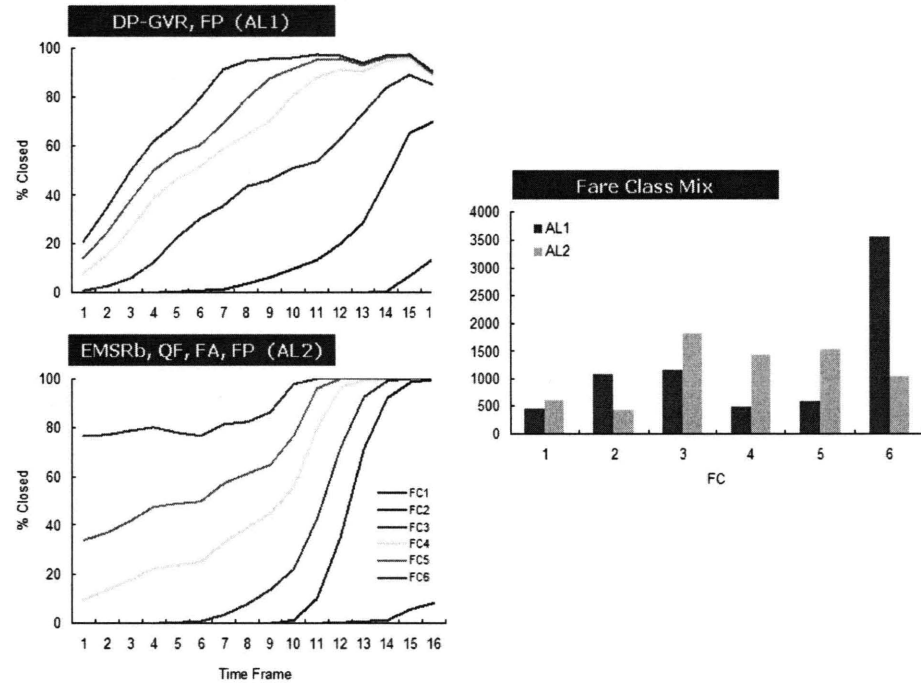 DP-GVR, FP (AL1)
100
80
60
40
20
0
% Closed
1 2 3 4 5 6 7 8 9 10 11 12 13 14 15 1
EMSRb, QF, FA, FP (AL2)
100
80
60
40
20
0
% Closed
FC1
FC2
FC3
FC4
FC5
FC6
1 2 3 4 5 6 7 8 9 10 11 12 13 14 15 16
Time Frame
Fare Class Mix
4000
3500
3000
2500
2000
1500
1000
500
0
AL1
AL2
1 2 3 4 5 6
FC